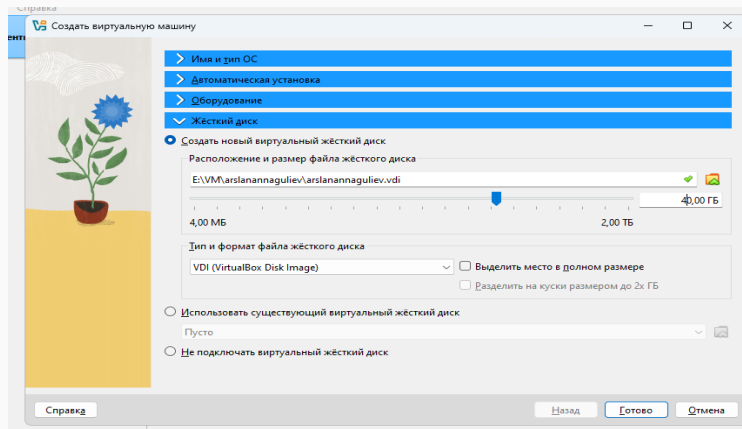 Справка
Создать виртуальную машину
Имя и тип ОС
Автоматическая установка
Оборудование
Жёсткий диск
Создать новый виртуальный жёсткий диск
Расположение и размер файла жёсткого диска
E:\VM\arslanannaguliev\arslanannaguliev.vdi
40,00 ГБ
4,00 МБ 2,00 ТБ
Тип и формат файла жёсткого диска
VDI (VirtualBox Disk Image) Выделить место в полном размере
Разделить на куски размером до 2х ГБ
Использовать существующий виртуальный жёсткий диск
Пусто
Не подключать виртуальный жёсткий диск
Справка Назад Готово Отмена